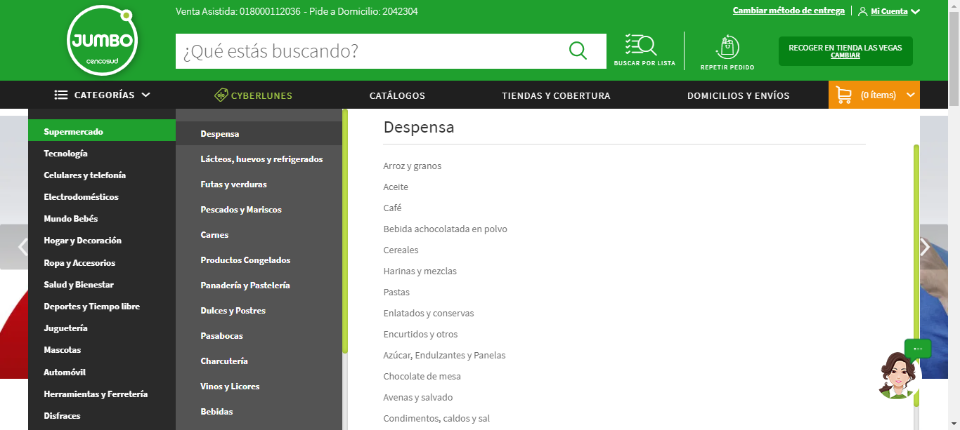 Venta Asistida: 018000112036 - Pide a Domicilio: 2042304
Cambiar método de entrega
Mi Cuenta
JUMBO
cencosud
¿Qué estás buscando?
BUSCAR POR LISTA
REPETIR PEDIDO
RECOGER EN TIENDA LAS VEGAS
CAMBIAR
CATEGORÍAS
CYBERLUNES
CATÁLOGOS
TIENDAS Y COBERTURA
DOMICILIOS Y ENVÍOS
(0 ítems)
Supermercado
Tecnología
Celulares y telefonía
Electrodomésticos
Mundo Bebés
Hogar y Decoración
Ropa y Accesorios
Salud y Bienestar
Deportes y Tiempo libre
Juguetería
Mascotas
Automóvil
Herramientas y Ferretería
Disfraces
Despensa
Lácteos, huevos y refrigerados
Futas y verduras
Pescados y Mariscos
Carnes
Productos Congelados
Panadería y Pastelería
Dulces y Postres
Pasabocas
Charcutería
Vinos y Licores
Bebidas
Despensa
Arroz y granos
Aceite
Café
Bebida achocolatada en polvo
Cereales
Harinas y mezclas
Pastas
Enlatados y conservas
Encurtidos y otros
Azúcar, Endulzantes y Panelas
Chocolate de mesa
Avenas y salvado
Condimentos, caldos y sal